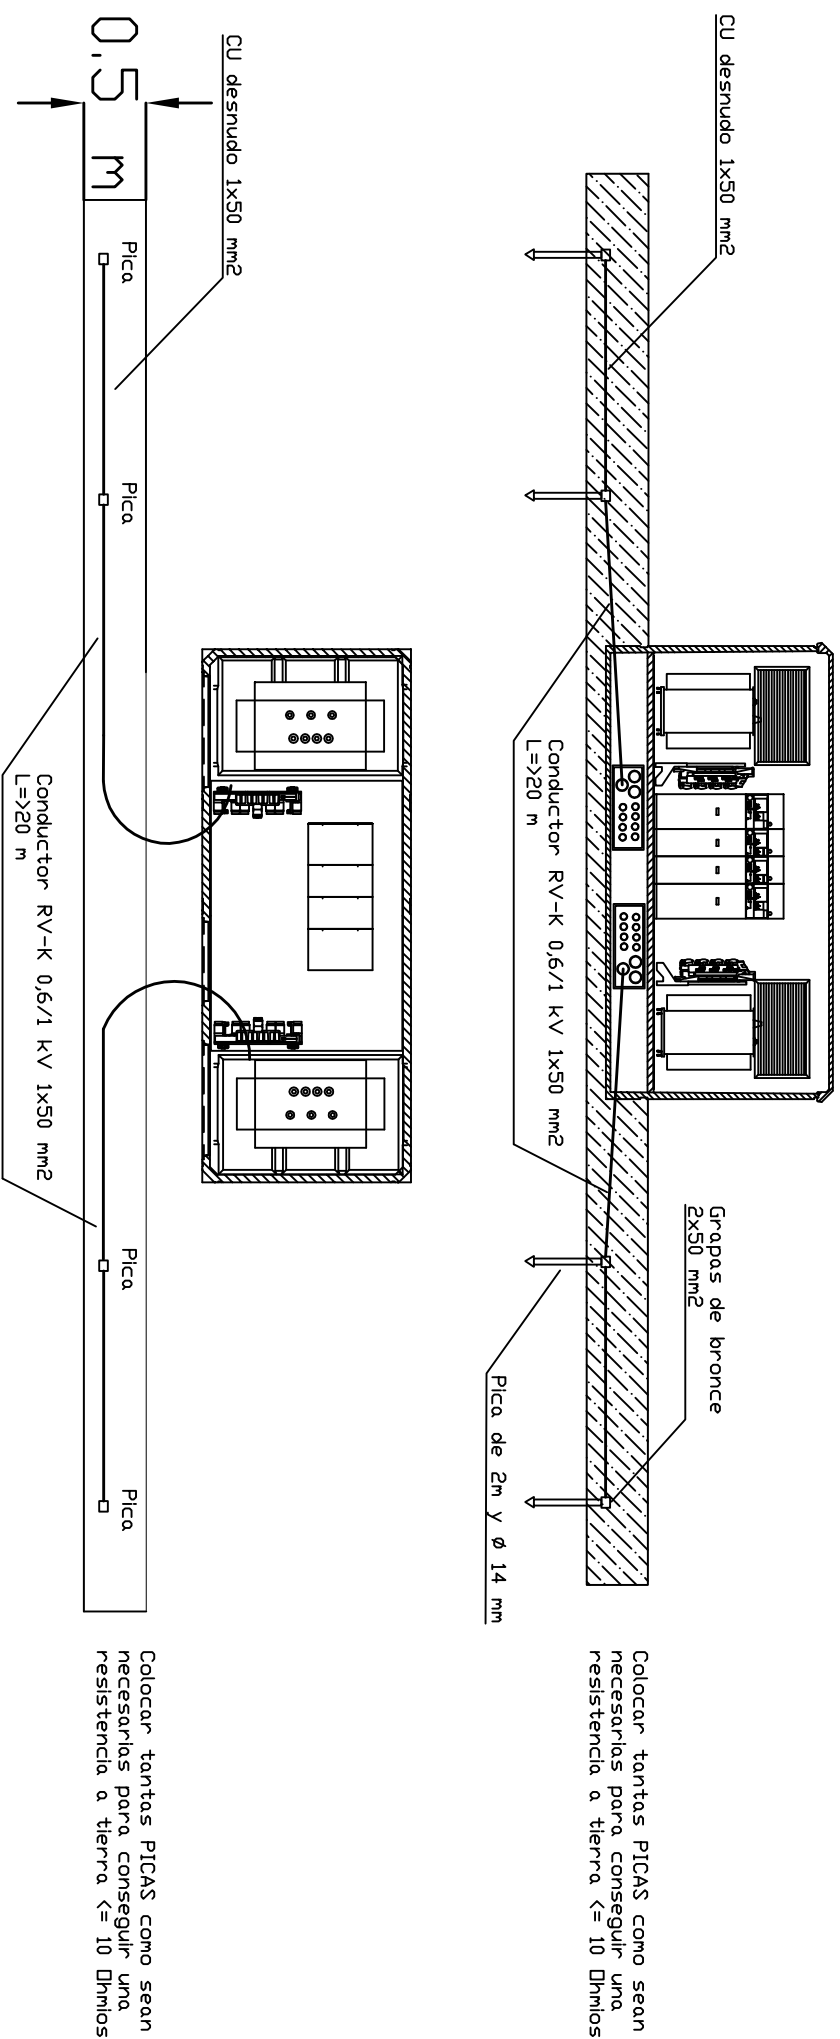 CU desnudo 1x50 mm2
Conductor RV-K 0,6/1 kV 1x50 mm2
L=>20 m
Grapas de bronce
2x50 mm2
Pica de 2m y Ø 14 mm
Colocar tantas PICAS como sean
necesarias para conseguir una
resistencia a tierra <= 10 Ohmios
CU desnudo 1x50 mm2
0.5 m
Pica
Pica
Pica
Pica
Conductor RV-K 0,6/1 kV 1x50 mm2
L=>20 m
Colocar tantas PICAS como sean
necesarias para conseguir una
resistencia a tierra <= 10 Ohmios